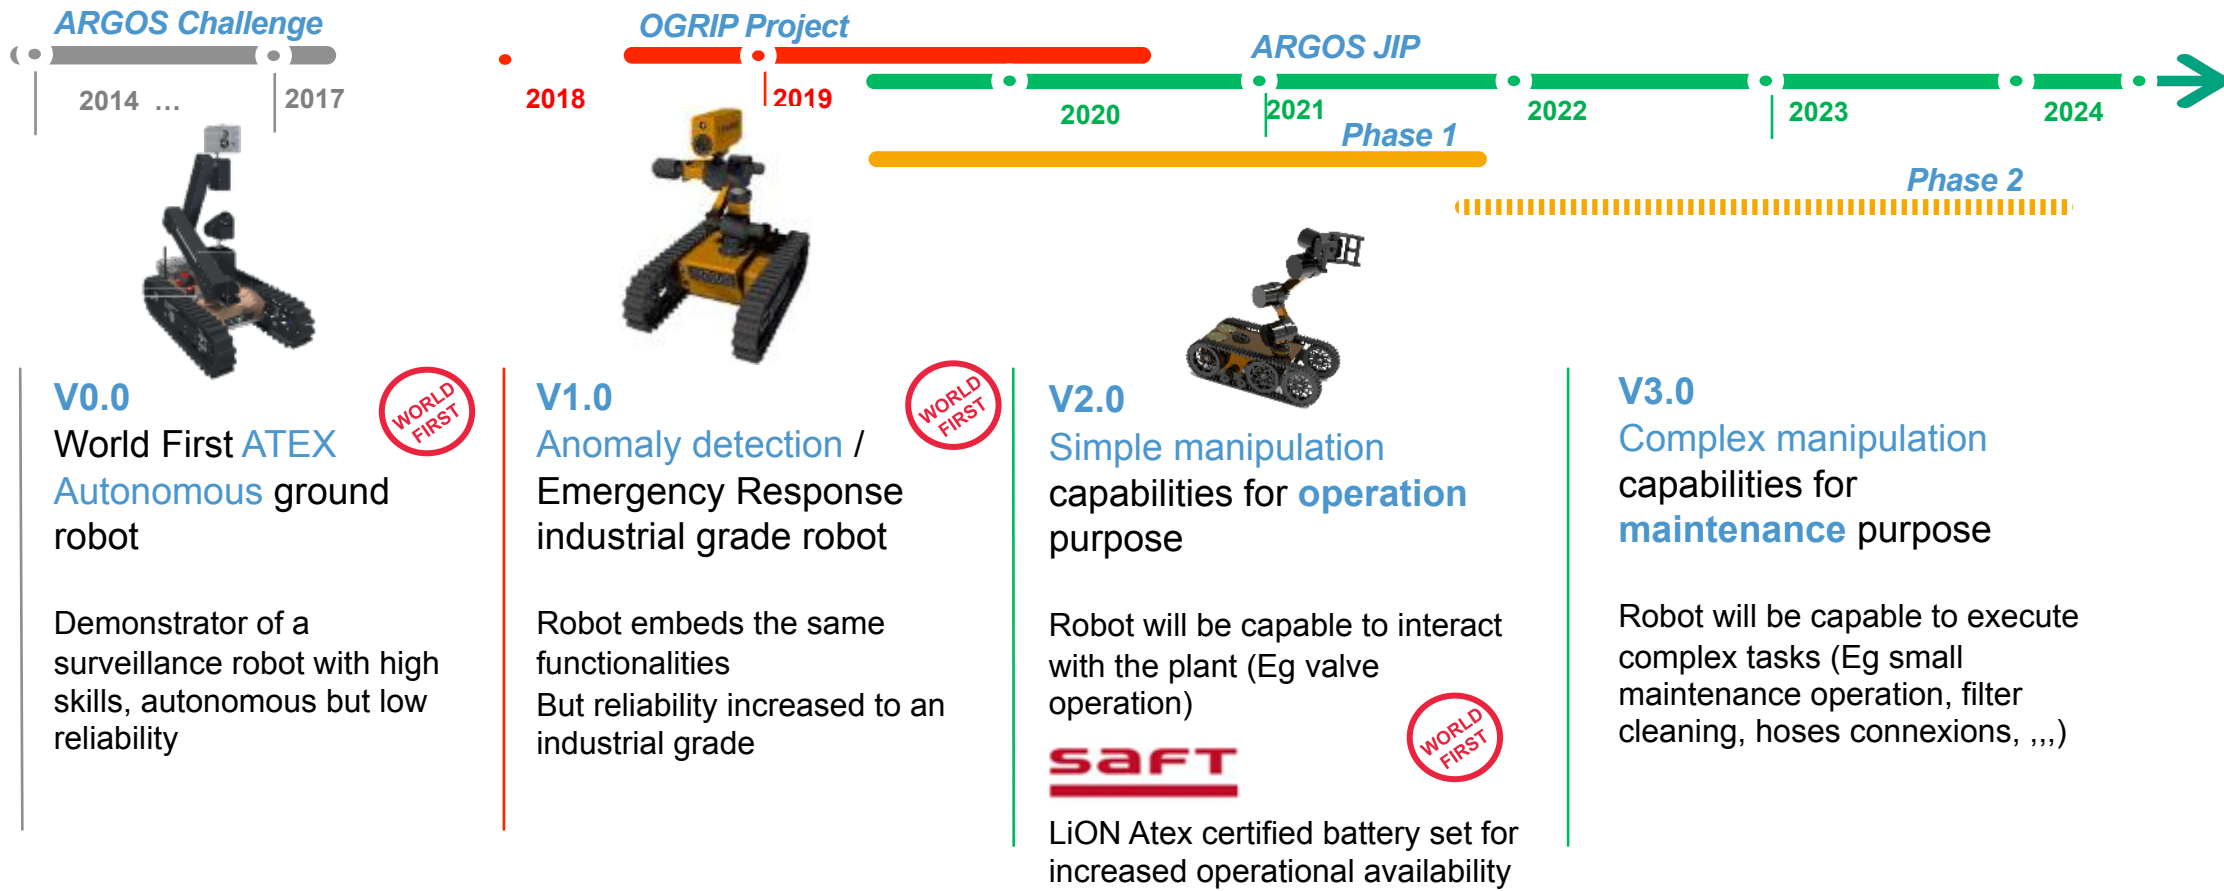 ARGOS Challenge
OGRIP Project
ARGOS JIP
2014 ...
2017
2018
2019
2020
2021
2022
2023
2024
Phase 1
Phase 2
V0.0
World First ATEX
Autonomous ground
robot
WORLD
FIRST
Demonstrator of a
surveillance robot with high
skills, autonomous but low
reliability
V1.0
Anomaly detection /
Emergency Response
industrial grade robot
WORLD
FIRST
Robot embeds the same
functionalities
But reliability increased to an
industrial grade
V2.0
Simple manipulation
capabilities for operation
purpose
Robot will be capable to interact
with the plant (Eg valve
operation)
WORLD
FIRST
saFT
LiON Atex certified battery set for
increased operational availability
V3.0
Complex manipulation
capabilities for
maintenance purpose
Robot will be capable to execute
complex tasks (Eg small
maintenance operation, filter
cleaning, hoses connexions, ,,,)